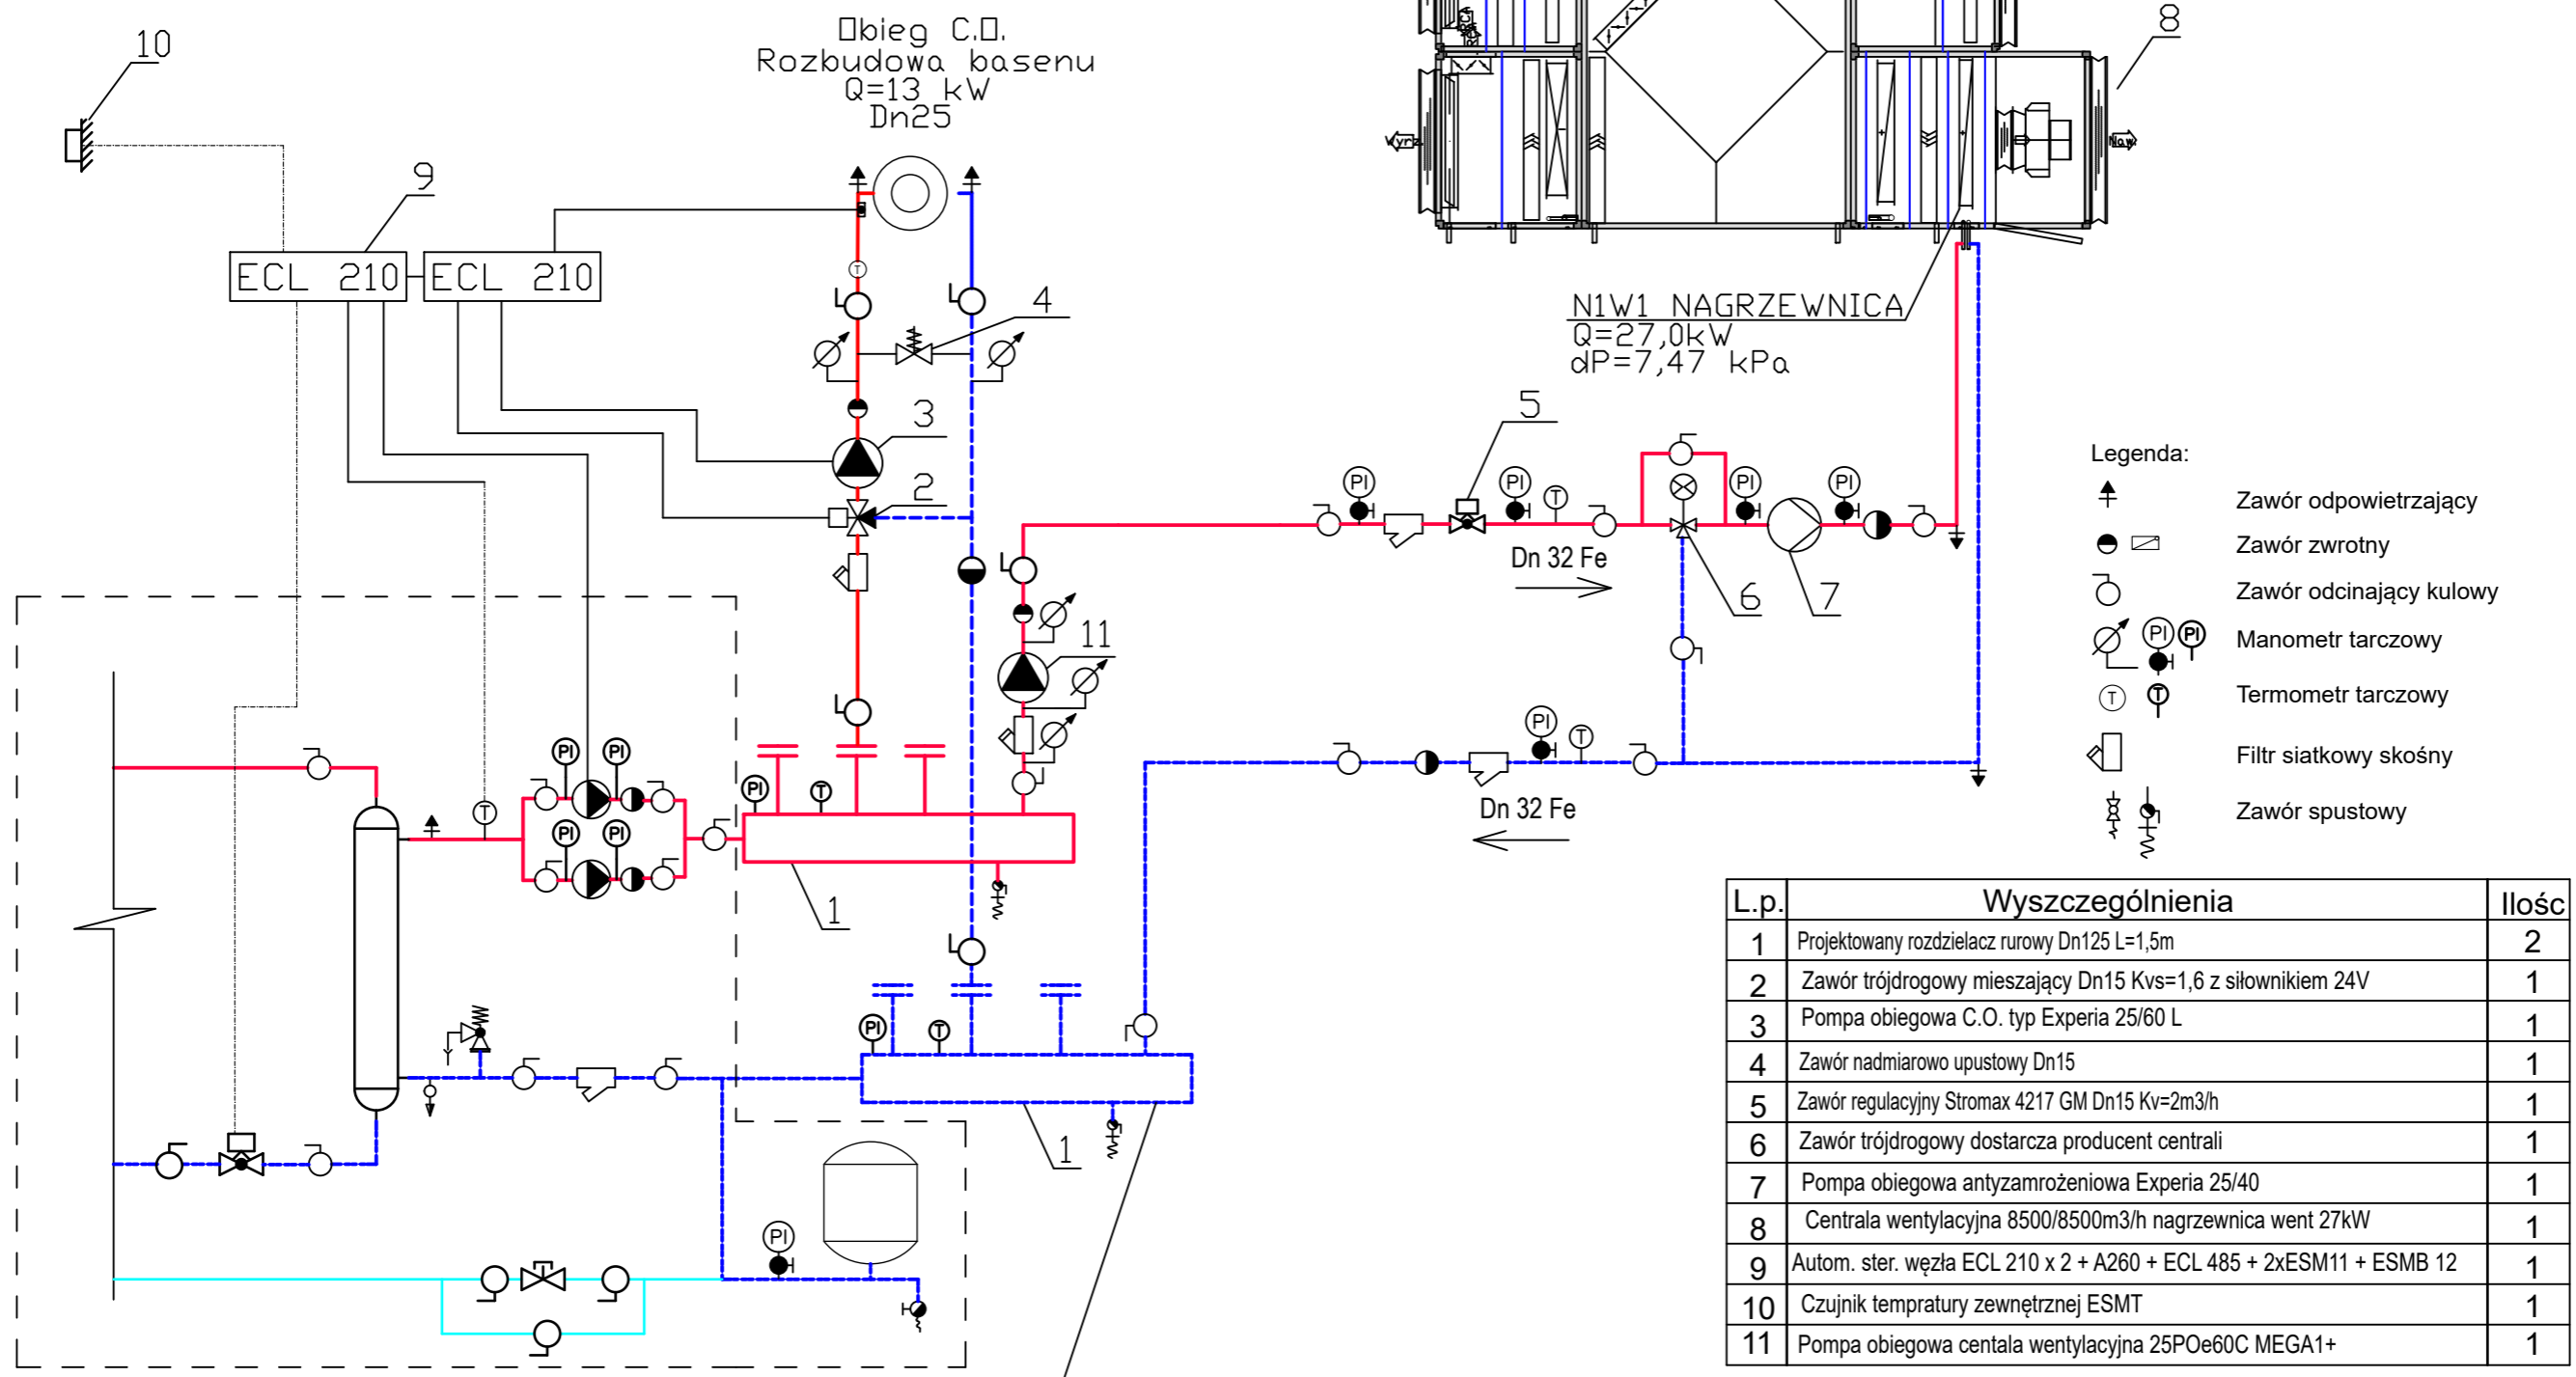 10
Obieg C.O.
Rozbudowa basenu
Q=13 kW
Dn25
8
9
Wyrz
Naw
ECL 210
ECL 210
4
N1W1 NAGRZEWNICA
Q=27,0kW
dP=7,47 kPa
T
3
5
2
PI
PI
T
PI
PI
Dn 32 Fe
6
7
11
PI
T
Dn 32 Fe
PI
PI
T
PI
PI
PI
T
1
PI
T
1
PI
Legenda:
Zawór odpowietrzający
Zawór zwrotny
Zawór odcinający kulowy
PI PI Manometr tarczowy
T T Termometr tarczowy
Filtr siatkowy skośny
Zawór spustowy
L.p. Wyszczególnienia Ilośc
1 Projektowany rozdzielacz rurowy Dn125 L=1,5m 2
2 Zawór trójdrogowy mieszający Dn15 Kvs=1,6 z siłownikiem 24V 1
3 Pompa obiegowa C.O. typ Experia 25/60 L 1
4 Zawór nadmiarowo upustowy Dn15 1
5 Zawór regulacyjny Stromax 4217 GM Dn15 Kv=2m3/h 1
6 Zawór trójdrogowy dostarcza producent centrali 1
7 Pompa obiegowa antyzamrożeniowa Experia 25/40 1
8 Centrala wentylacyjna 8500/8500m3/h nagrzewnica went 27kW 1
9 Autom. ster. węzła ECL 210 x 2 + A260 + ECL 485 + 2xESM11 + ESMB 12 1
10 Czujnik tempratury zewnętrznej ESMT 1
11 Pompa obiegowa centala wentylacyjna 25POe60C MEGA1+ 1